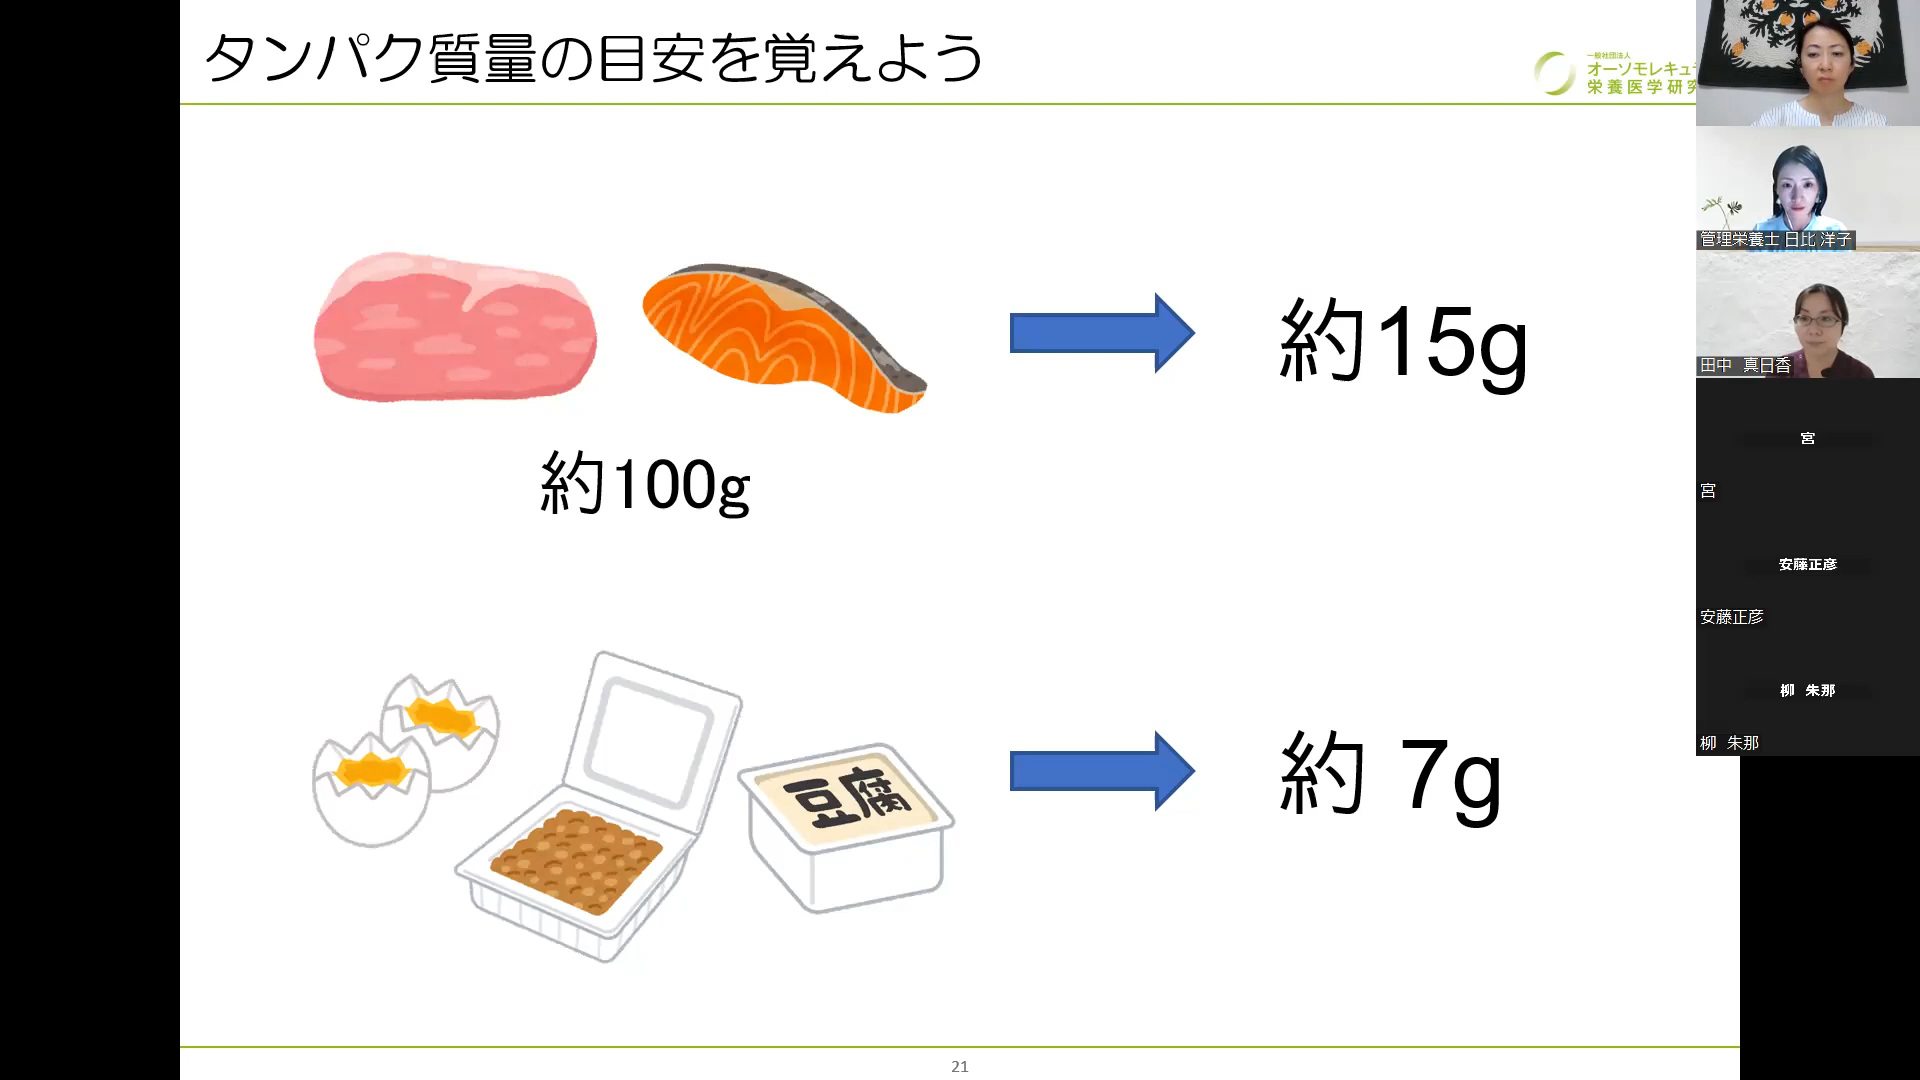 タンパク質量の目安を覚えよう
一般社団法人
オーソモレキュ
栄養医学研究
約15g
約100g
豆腐
約 7g
21
管理栄養士 日比 洋子
田中 真日香
宮
宮
安藤正彦
安藤正彦
柳 朱那
柳 朱那